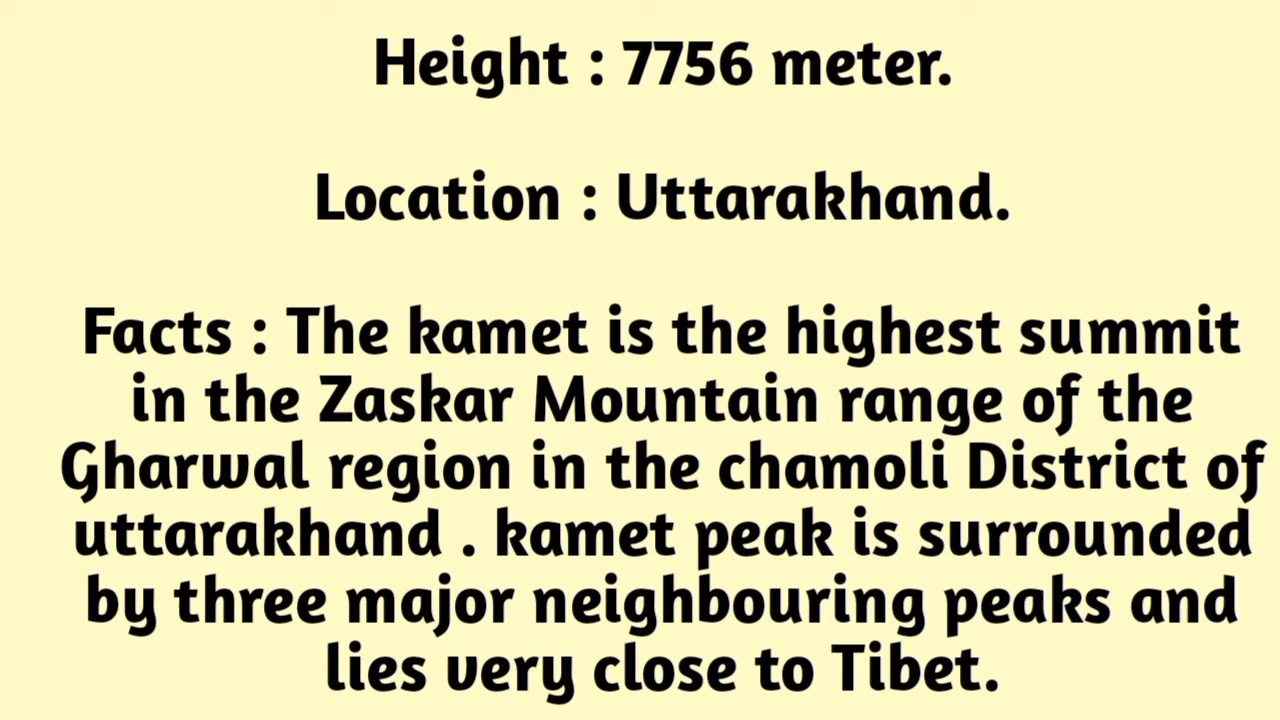 Height : 7756 meter.
Location : Uttarakhand.
Facts : The kamet is the highest summit
in the Zaskar Mountain range of the
Gharwal region in the chamoli District of
uttarakhand . kamet peak is surrounded
by three major neighbouring peaks and
lies very close to Tibet.